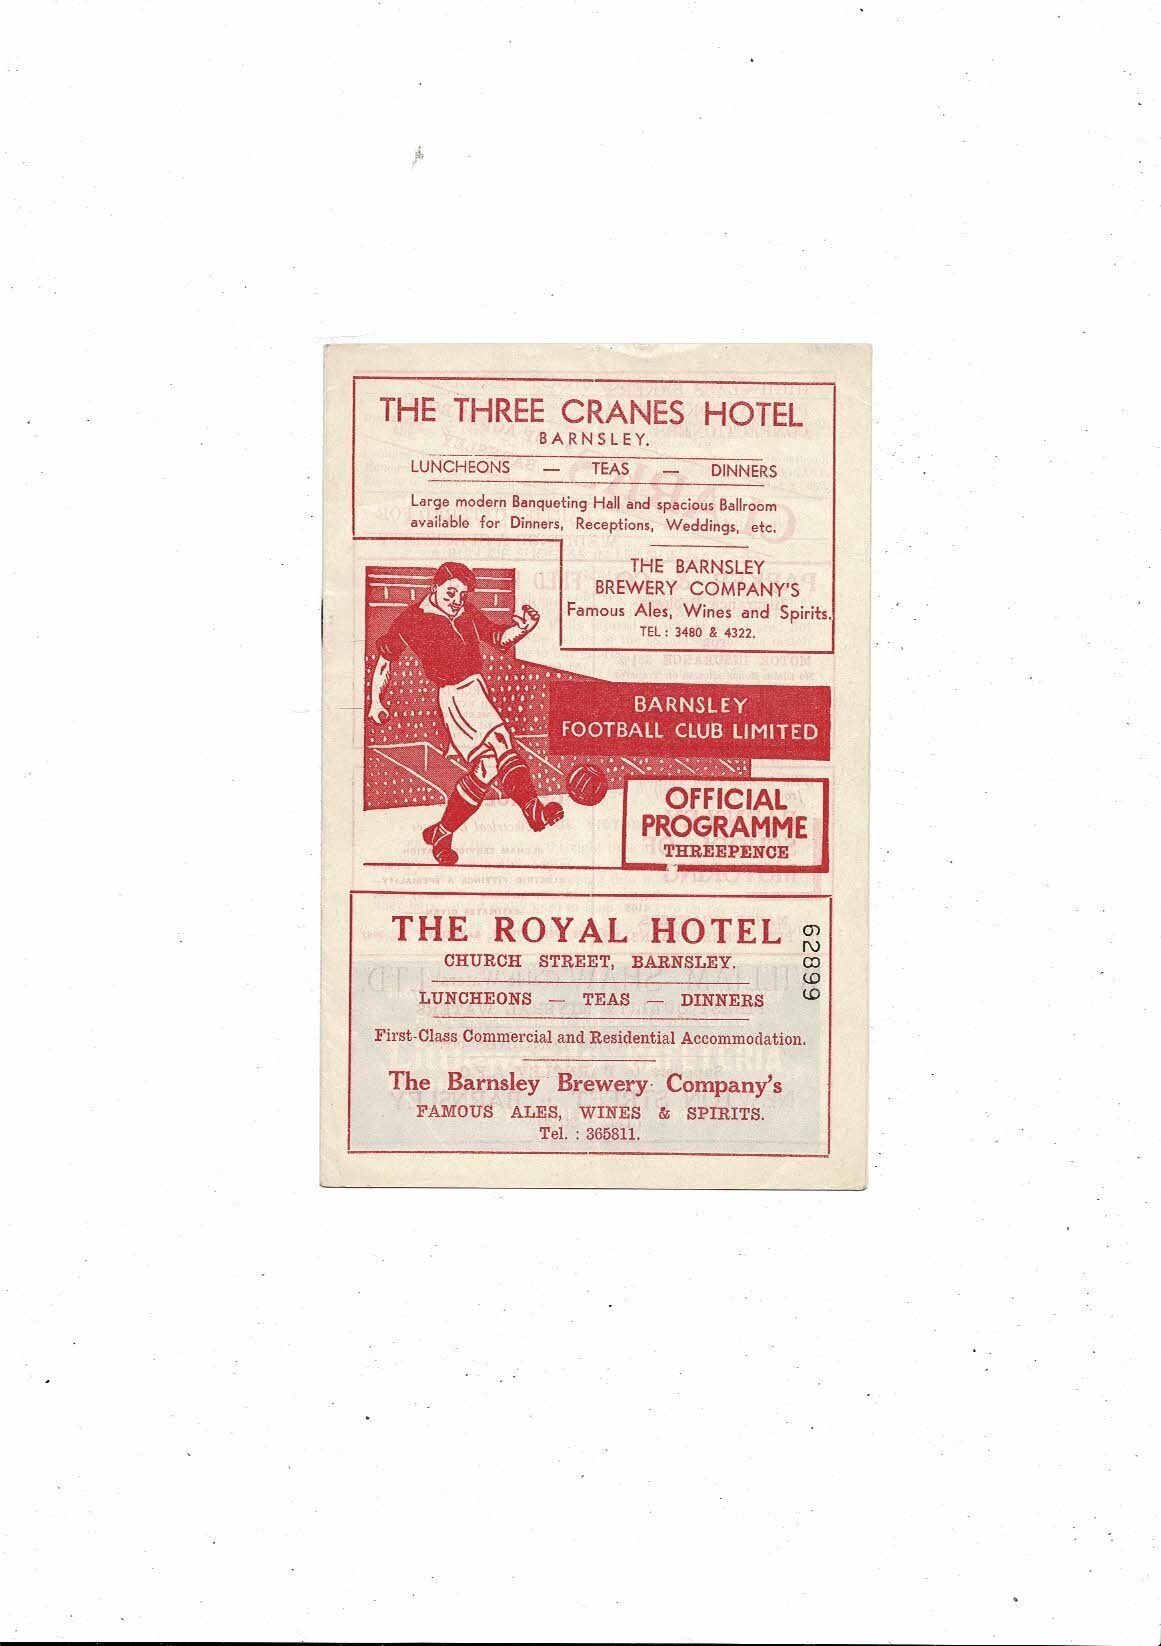 THE THREE CRANES HOTEL
BARNSLEY.
LUNCHEONS — TEAS — DINNERS
Large modern Banqueting Hall and spacious Ballroom
available for Dinners, Receptions, Weddings, etc.
THE BARNSLEY
BREWERY COMPANY'S
Famous Ales, Wines and Spirits.
TEL : 3480 & 4322.
BARNSLEY
FOOTBALL CLUB LIMITED
OFFICIAL
PROGRAMME
THREEPENCE
THE ROYAL HOTEL
CHURCH STREET, BARNSLEY.
LUNCHEONS — TEAS — DINNERS
First-Class Commercial and Residential Accommodation.
The Barnsley Brewery Company's
FAMOUS ALES, WINES & SPIRITS.
Tel. : 365811.
62899